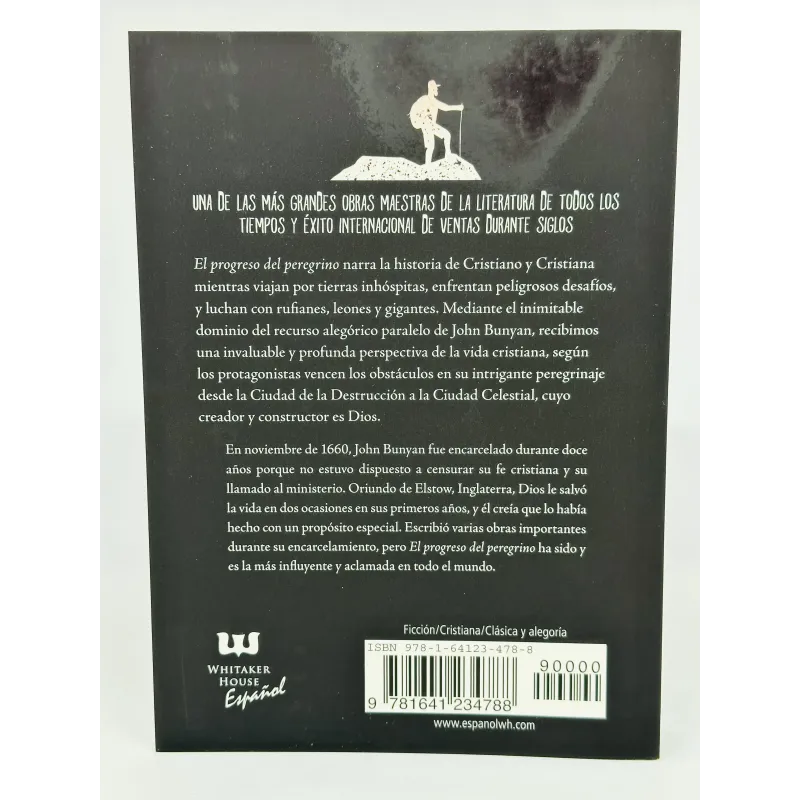 UNA DE LAS MÁS GRANDES OBRAS MAESTRAS DE LA LITERATURA DE TODOS LOS
TIEMPOS Y ÉXITO INTERNACIONAL DE VENTAS DURANTE SIGLOS
El progreso del peregrino narra la historia de Cristiano y Cristiana
mientras viajan por tierras inhóspitas, enfrentan peligrosos desafíos,
y luchan con rufianes, leones y gigantes. Mediante el inimitable
dominio del recurso alegórico paralelo de John Bunyan, recibimos
una invaluable y profunda perspectiva de la vida cristiana, según
los protagonistas vencen los obstáculos en su intrigante peregrinaje
desde la Ciudad de la Destrucción a la Ciudad Celestial, cuyo
creador y constructor es Dios.
En noviembre de 1660, John Bunyan fue encarcelado durante doce
años porque no estuvo dispuesto a censurar su fe cristiana y su
llamado al ministerio. Oriundo de Elstow, Inglaterra, Dios le salvó
la vida en dos ocasiones en sus primeros años, y él creía que lo había
hecho con un propósito especial. Escribió varias obras importantes
durante su encarcelamiento, pero El progreso del peregrino ha sido y
es la más influyente y aclamada en todo el mundo.
Ficción/Cristiana/Clásica y alegoría
ISBN 978-1-64123-478-8
90000
9 781641 234788
www.espanolwh.com
WHITAKER
HOUSE
Español